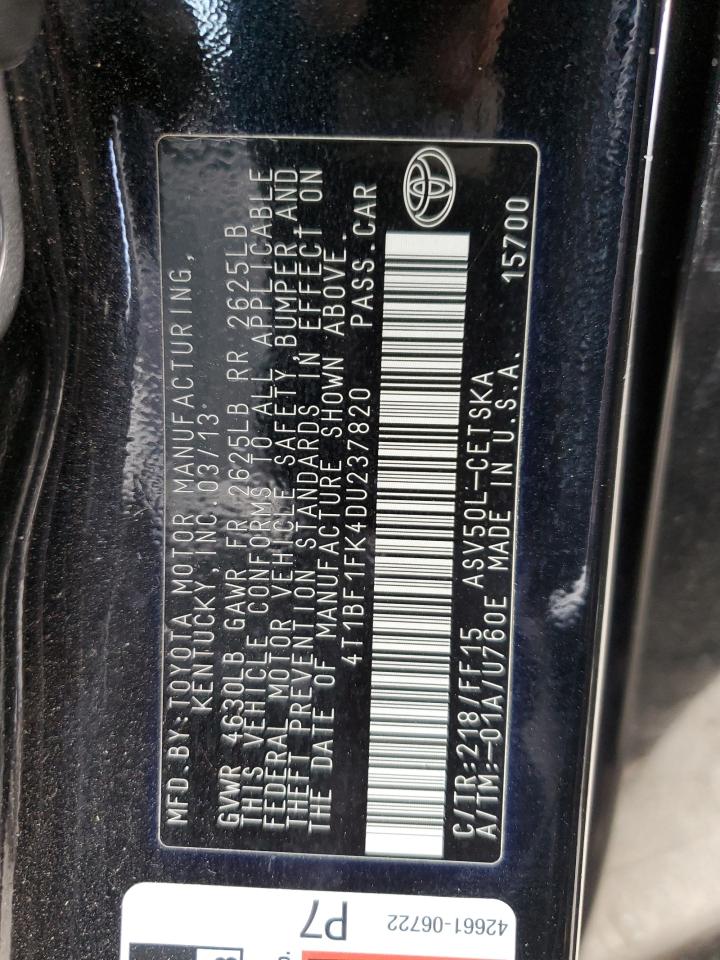 MFD.BY:TOYOTA MOTOR MANUFACTURING,
KENTUCKY, INC. 03/13
GVWR 4630LB GAWR FR 2625LB RR 2625LB
THIS VEHICLE CONFORMS TO ALL APPLICABLE
FEDERAL MOTOR VEHICLE SAFETY, BUMPER, AND
THEFT PREVENTION STANDARDS IN EFFECT ON
THE DATE OF MANUFACTURE SHOWN ABOVE.
4T1BF1FK4DU237820 PASS.CAR
C/TR:218/FF15 ASV50L-CETSKA
A/TM:-01A/U760E MADE IN U.S.A. 15700
P7
42661-06722